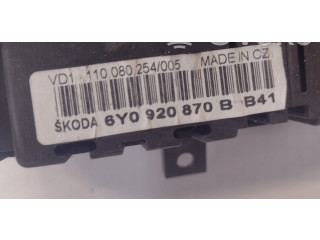 VD1 - 110.080.254/005 MADE IN CZ
ŠKODA 6Y0 920 870 B B41